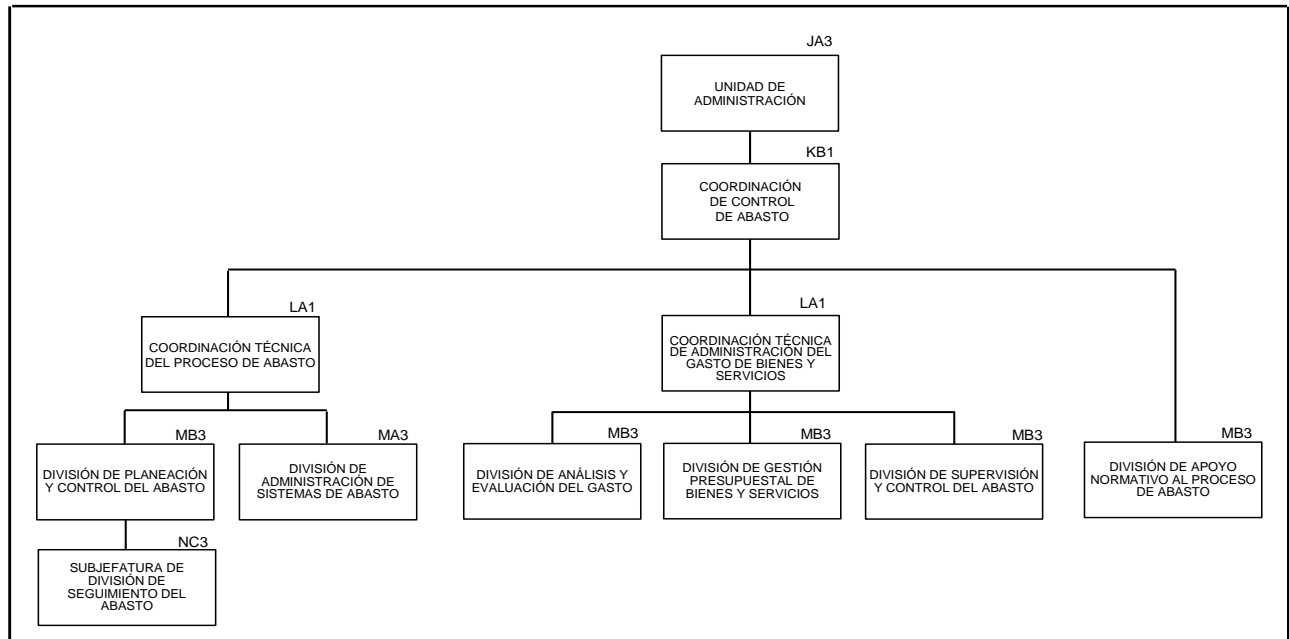 JA3
UNIDAD DE
ADMINISTRACIÓN
KB1
COORDINACIÓN
DE CONTROL
DE ABASTO
LA1
COORDINACIÓN TÉCNICA
DEL PROCESO DE ABASTO
LA1
COORDINACIÓN TÉCNICA
DE ADMINISTRACIÓN DEL
GASTO DE BIENES Y
SERVICIOS
MB3
DIVISIÓN DE PLANEACIÓN
Y CONTROL DEL ABASTO
MA3
DIVISIÓN DE
ADMINISTRACIÓN DE
SISTEMAS DE ABASTO
MB3
DIVISIÓN DE ANÁLISIS Y
EVALUACIÓN DEL GASTO
MB3
DIVISIÓN DE GESTIÓN
PRESUPUESTAL DE
BIENES Y SERVICIOS
MB3
DIVISIÓN DE SUPERVISIÓN
Y CONTROL DEL ABASTO
MB3
DIVISIÓN DE APOYO
NORMATIVO AL PROCESO
DE ABASTO
NC3
SUBJEFATURA DE
DIVISIÓN DE
SEGUIMIENTO DEL
ABASTO